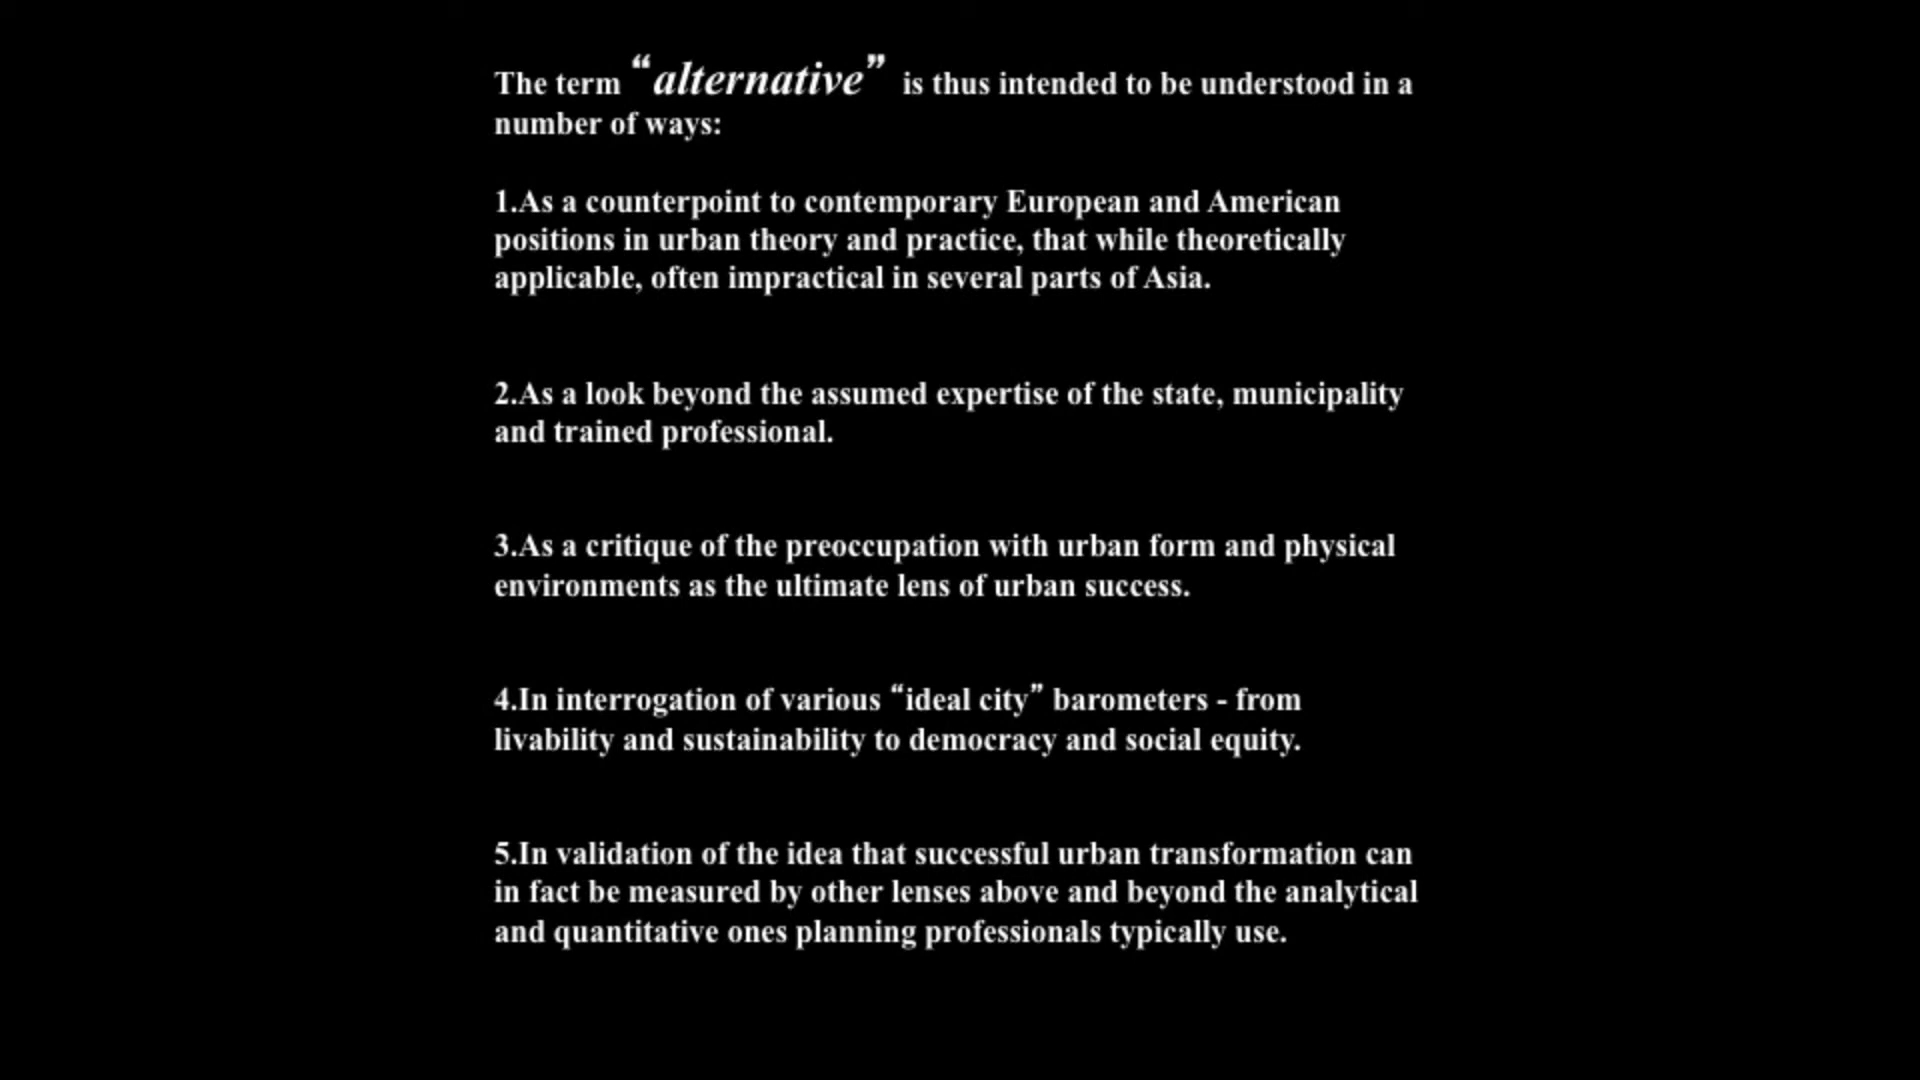 The term “alternative” is thus intended to be understood in a
number of ways:
1.As a counterpoint to contemporary European and American
positions in urban theory and practice, that while theoretically
applicable, often impractical in several parts of Asia.
2.As a look beyond the assumed expertise of the state, municipality
and trained professional.
3.As a critique of the preoccupation with urban form and physical
environments as the ultimate lens of urban success.
4.In interrogation of various “ideal city” barometers - from
livability and sustainability to democracy and social equity.
5.In validation of the idea that successful urban transformation can
in fact be measured by other lenses above and beyond the analytical
and quantitative ones planning professionals typically use.